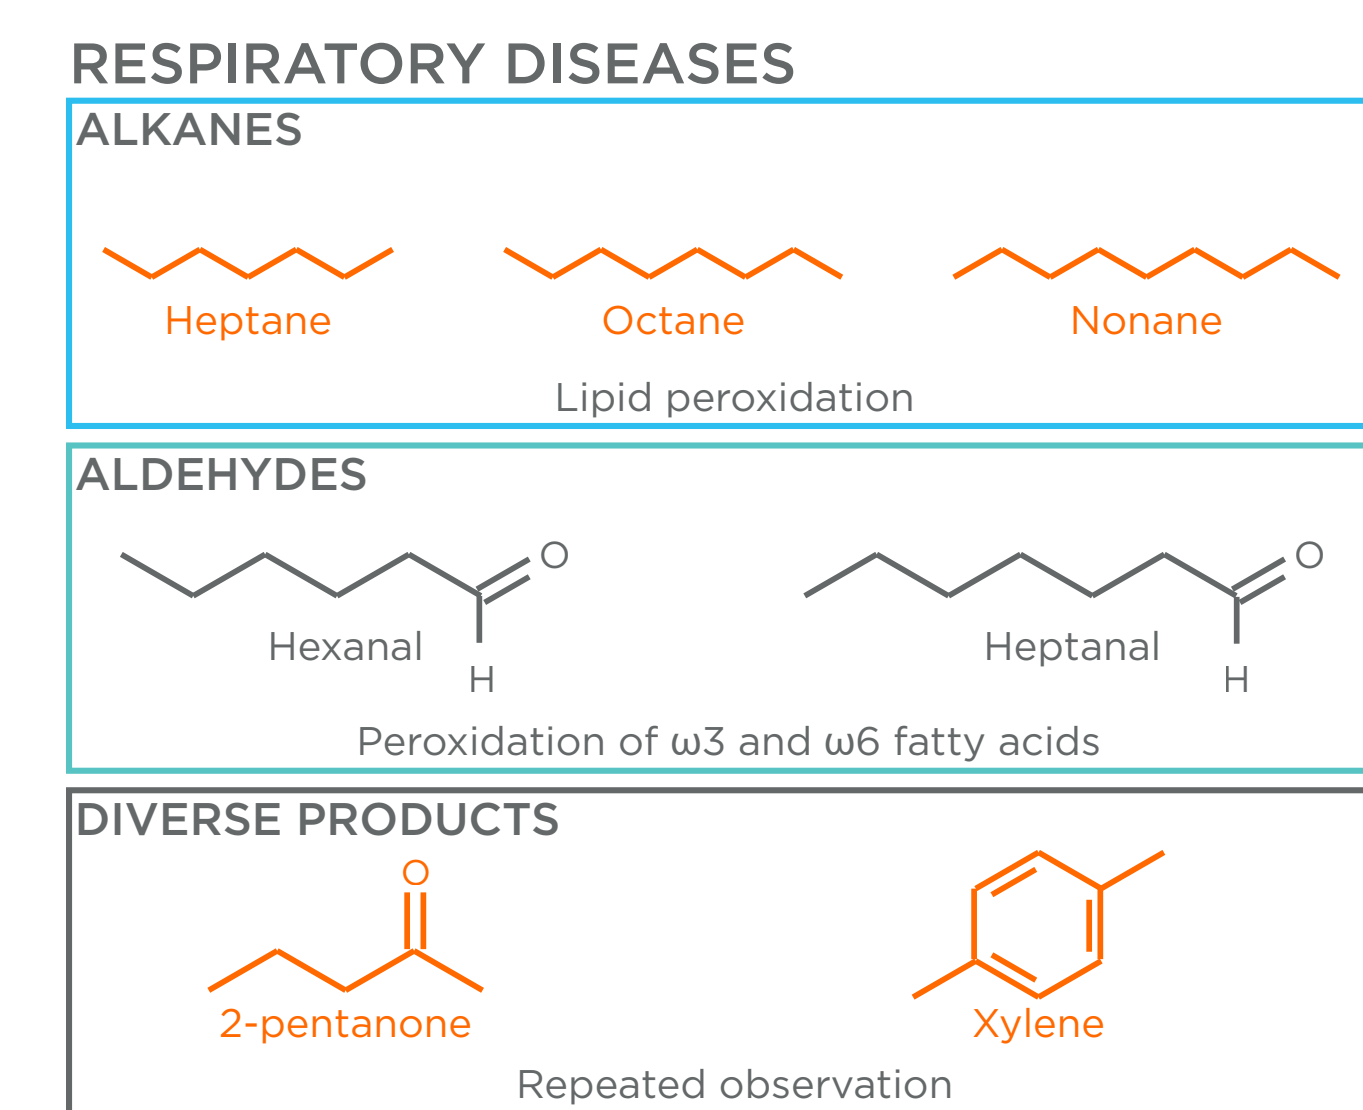 RESPIRATORY DISEASES
ALKANES
Heptane Octane Nonane
Lipid peroxidation
ALDEHYDES
O O
Hexanal Heptanal
H H
Peroxidation of ω3 and ω6 fatty acids
DIVERSE PRODUCTS
O
2-pentanone Xylene
Repeated observation